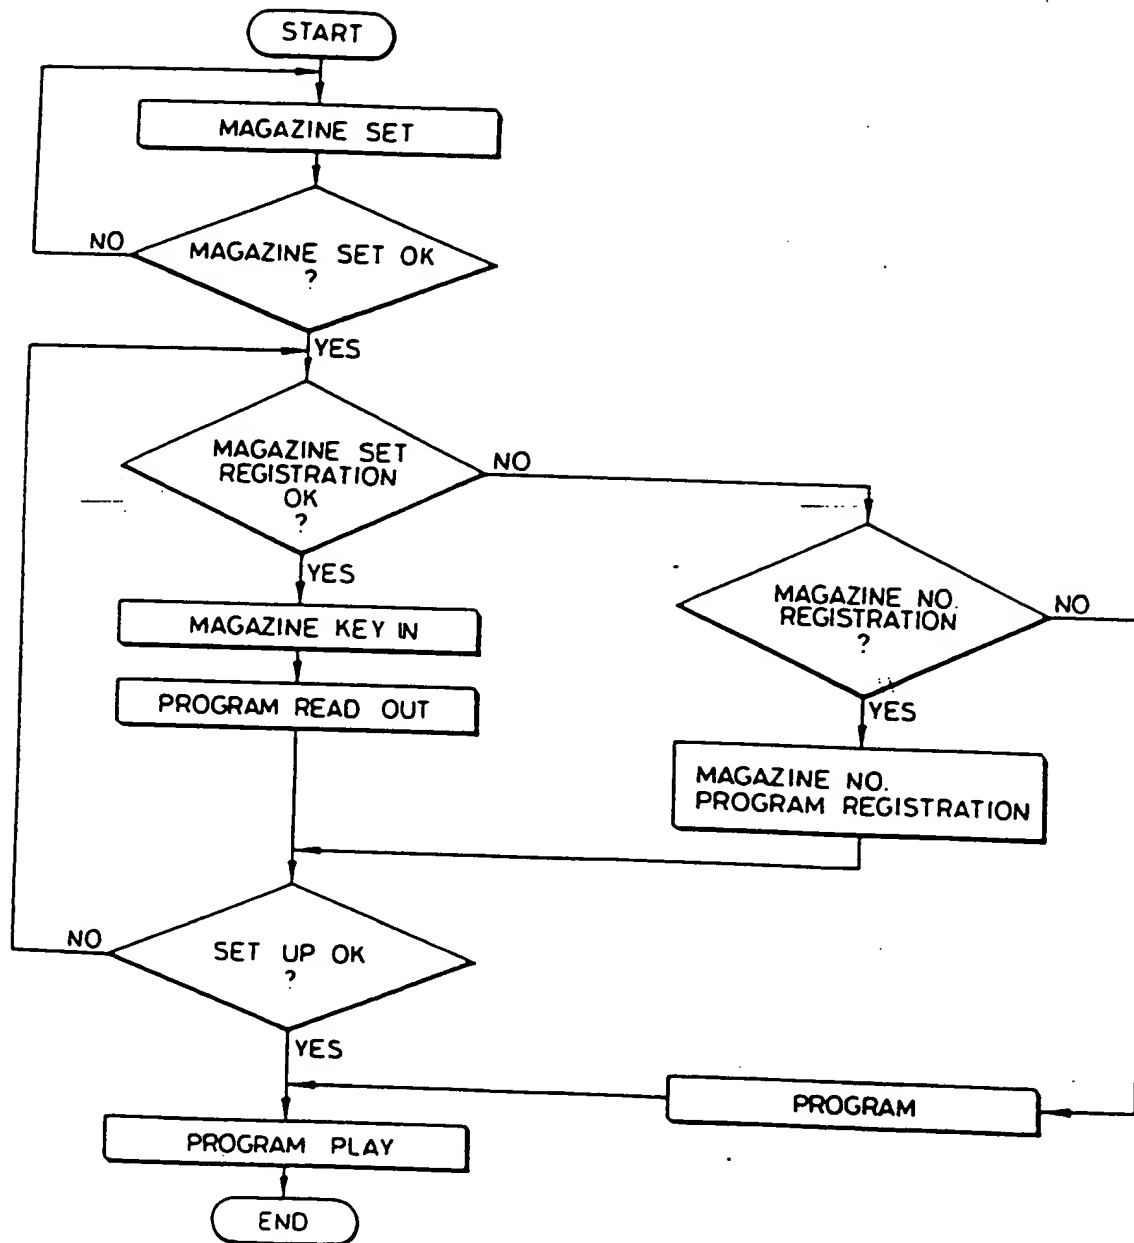 START
MAGAZINE SET
NO
MAGAZINE SET OK
?
YES
MAGAZINE SET
REGISTRATION
OK
?
NO
YES
MAGAZINE NO.
REGISTRATION
?
NO
MAGAZINE KEY IN
PROGRAM READ OUT
YES
MAGAZINE NO.
PROGRAM REGISTRATION
NO
SET UP OK
?
YES
PROGRAM
PROGRAM PLAY
END